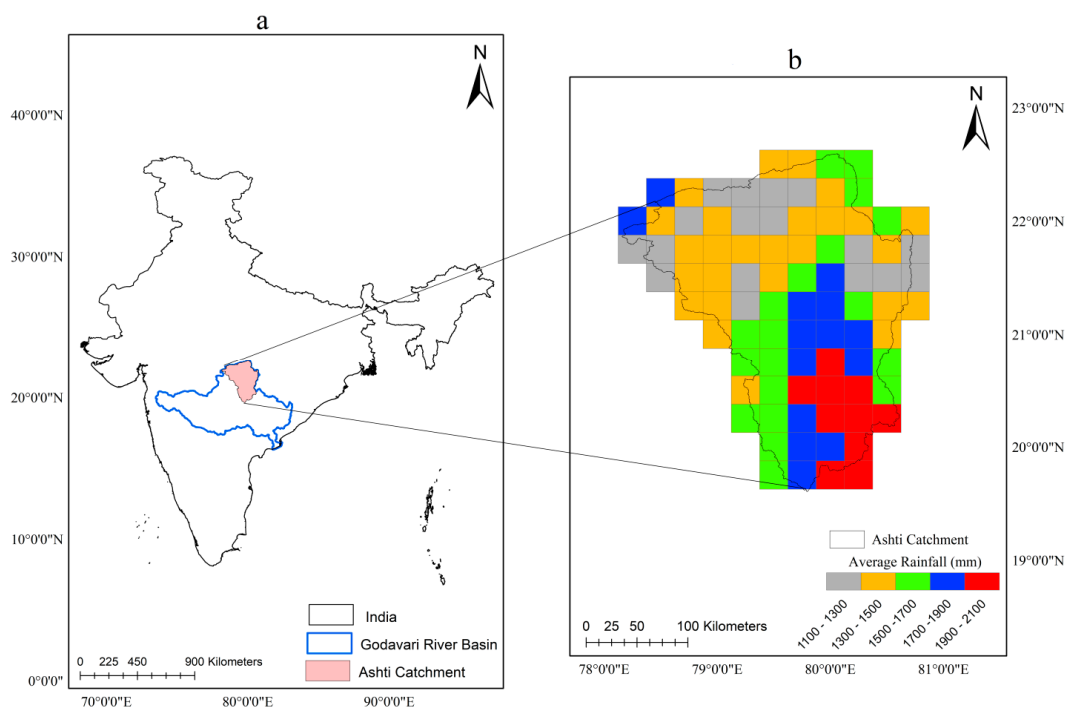 a
N
40°0'0"N
30°0'0"N
20°0'0"N
10°0'0"N
0°0'0"
India
Godavari River Basin
Ashti Catchment
0 225 450 900 Kilometers
70°0'0"E 80°0'0"E 90°0'0"E
b
N
23°0'0"N
22°0'0"N
21°0'0"N
20°0'0"N
19°0'0"N
Ashti Catchment
Average Rainfall (mm)
1100 - 1300
1300 - 1500
1500 - 1700
1700 - 1900
1900 - 2100
0 25 50 100 Kilometers
78°0'0"E 79°0'0"E 80°0'0"E 81°0'0"E